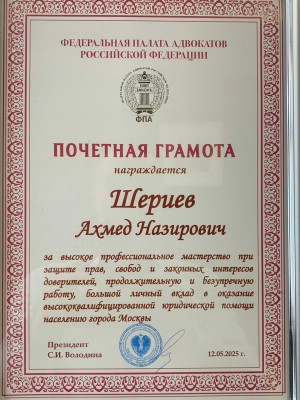 ФЕДЕРАЛЬНАЯ ПАЛАТА АДВОКАТОВ
РОССИЙСКОЙ ФЕДЕРАЦИИ
ФПА
ПОЧЕТНАЯ ГРАМОТА
награждается
Шериев
Ахмед Назирович
за высокое профессиональное мастерство при
защите прав, свобод и законных интересов
доверителей, продолжительную и безупречную
работу, большой личный вклад в оказание
высококвалифицированной юридической помощи
населению города Москвы
Президент
С.И. Володина
12.05.2025 г.